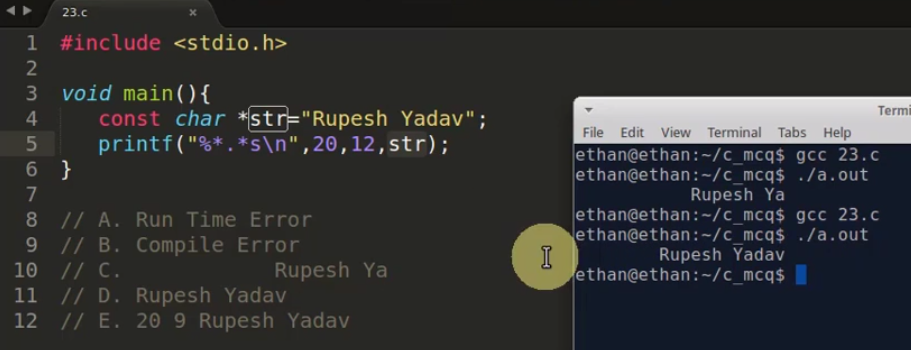 23.c ×
1 #include <stdio.h>
2
3 void main(){
4    const char *str="Rupesh Yadav";
5    printf("%*.*s\n",20,12,str);
6 }
7
8 // A. Run Time Error
9 // B. Compile Error
10 // C.            Rupesh Ya
11 // D. Rupesh Yadav
12 // E. 20 9 Rupesh Yadav
File Edit View Terminal Tabs Help
ethan@ethan:~/c_mcq$ gcc 23.c
ethan@ethan:~/c_mcq$ ./a.out
           Rupesh Ya
ethan@ethan:~/c_mcq$ gcc 23.c
ethan@ethan:~/c_mcq$ ./a.out
        Rupesh Yadav
ethan@ethan:~/c_mcq$